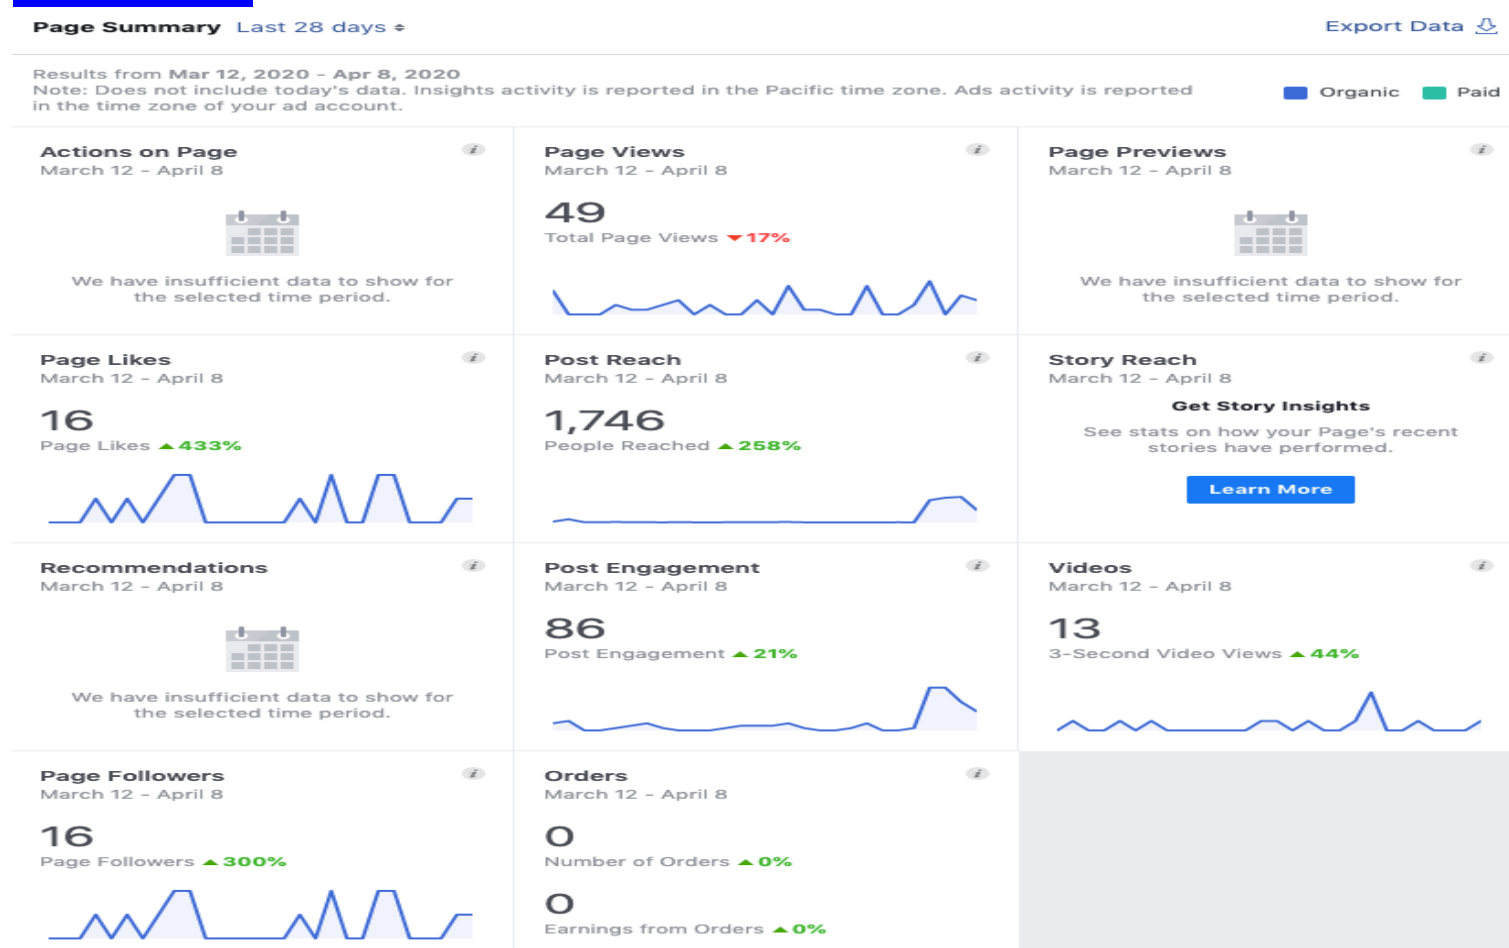 Page Summary Last 28 days
Export Data
Results from Mar 12, 2020 - Apr 8, 2020
Note: Does not include today's data. Insights activity is reported in the Pacific time zone. Ads activity is reported
in the time zone of your ad account.
Organic Paid
Actions on Page
March 12 - April 8
We have insufficient data to show for
the selected time period.
Page Views
March 12 - April 8
49
Total Page Views 17%
Page Previews
March 12 - April 8
We have insufficient data to show for
the selected time period.
Page Likes
March 12 - April 8
16
Page Likes 433%
Post Reach
March 12 - April 8
1,746
People Reached 258%
Story Reach
March 12 - April 8
Get Story Insights
See stats on how your Page's recent
stories have performed.
Learn More
Recommendations
March 12 - April 8
We have insufficient data to show for
the selected time period.
Post Engagement
March 12 - April 8
86
Post Engagement 21%
Videos
March 12 - April 8
13
3-Second Video Views 44%
Page Followers
March 12 - April 8
16
Page Followers 300%
Orders
March 12 - April 8
0
Number of Orders 0%
0
Earnings from Orders 0%